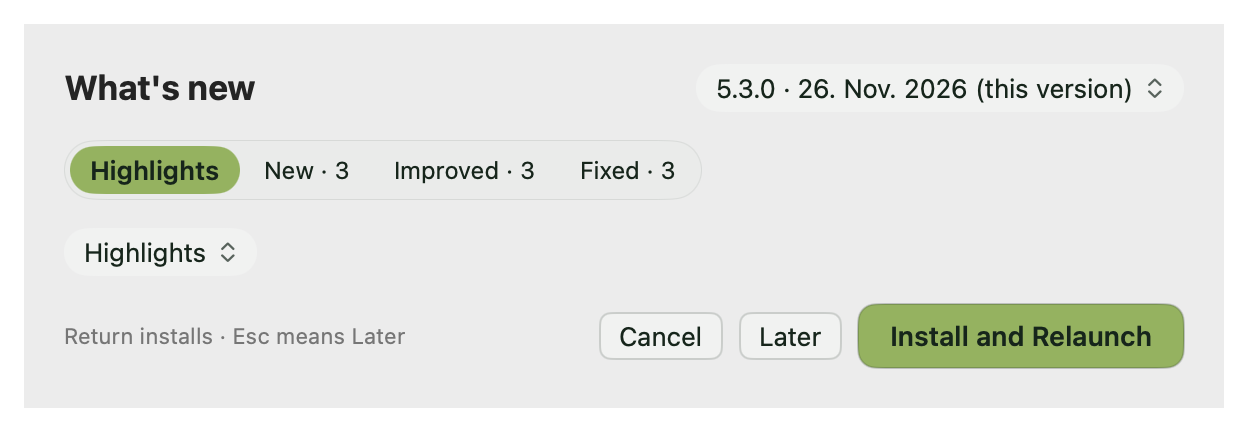 What's new
5.3.0 · 26. Nov. 2026 (this version)
Highlights New · 3 Improved · 3 Fixed · 3
Highlights
Return installs · Esc means Later Cancel Later Install and Relaunch